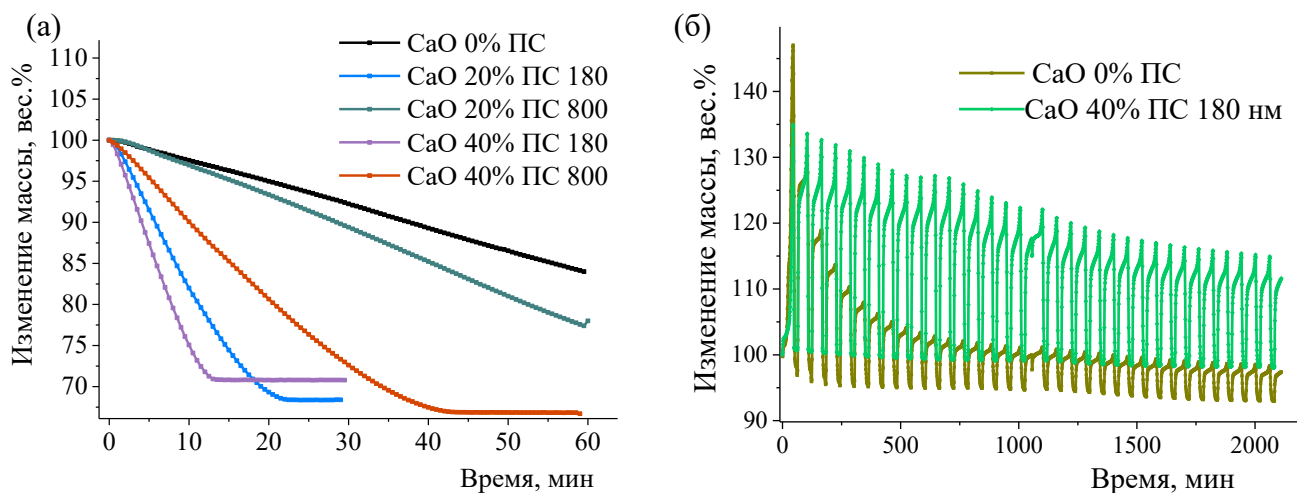 (а)
CaO 0% ПС
CaO 20% ПС 180
CaO 20% ПС 800
CaO 40% ПС 180
CaO 40% ПС 800
Изменение массы, вес.%
110
105
100
95
90
85
80
75
70
0 10 20 30 40 50 60
Время, мин
(б)
CaO 0% ПС
CaO 40% ПС 180 нм
Изменение массы, вес.%
140
130
120
110
100
90
0 500 1000 1500 2000
Время, мин